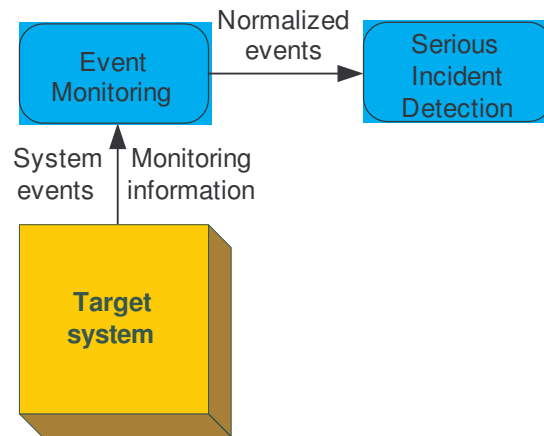 Normalized
events
Event
Monitoring
Serious
Incident
Detection
System
events
Monitoring
information
Target
system